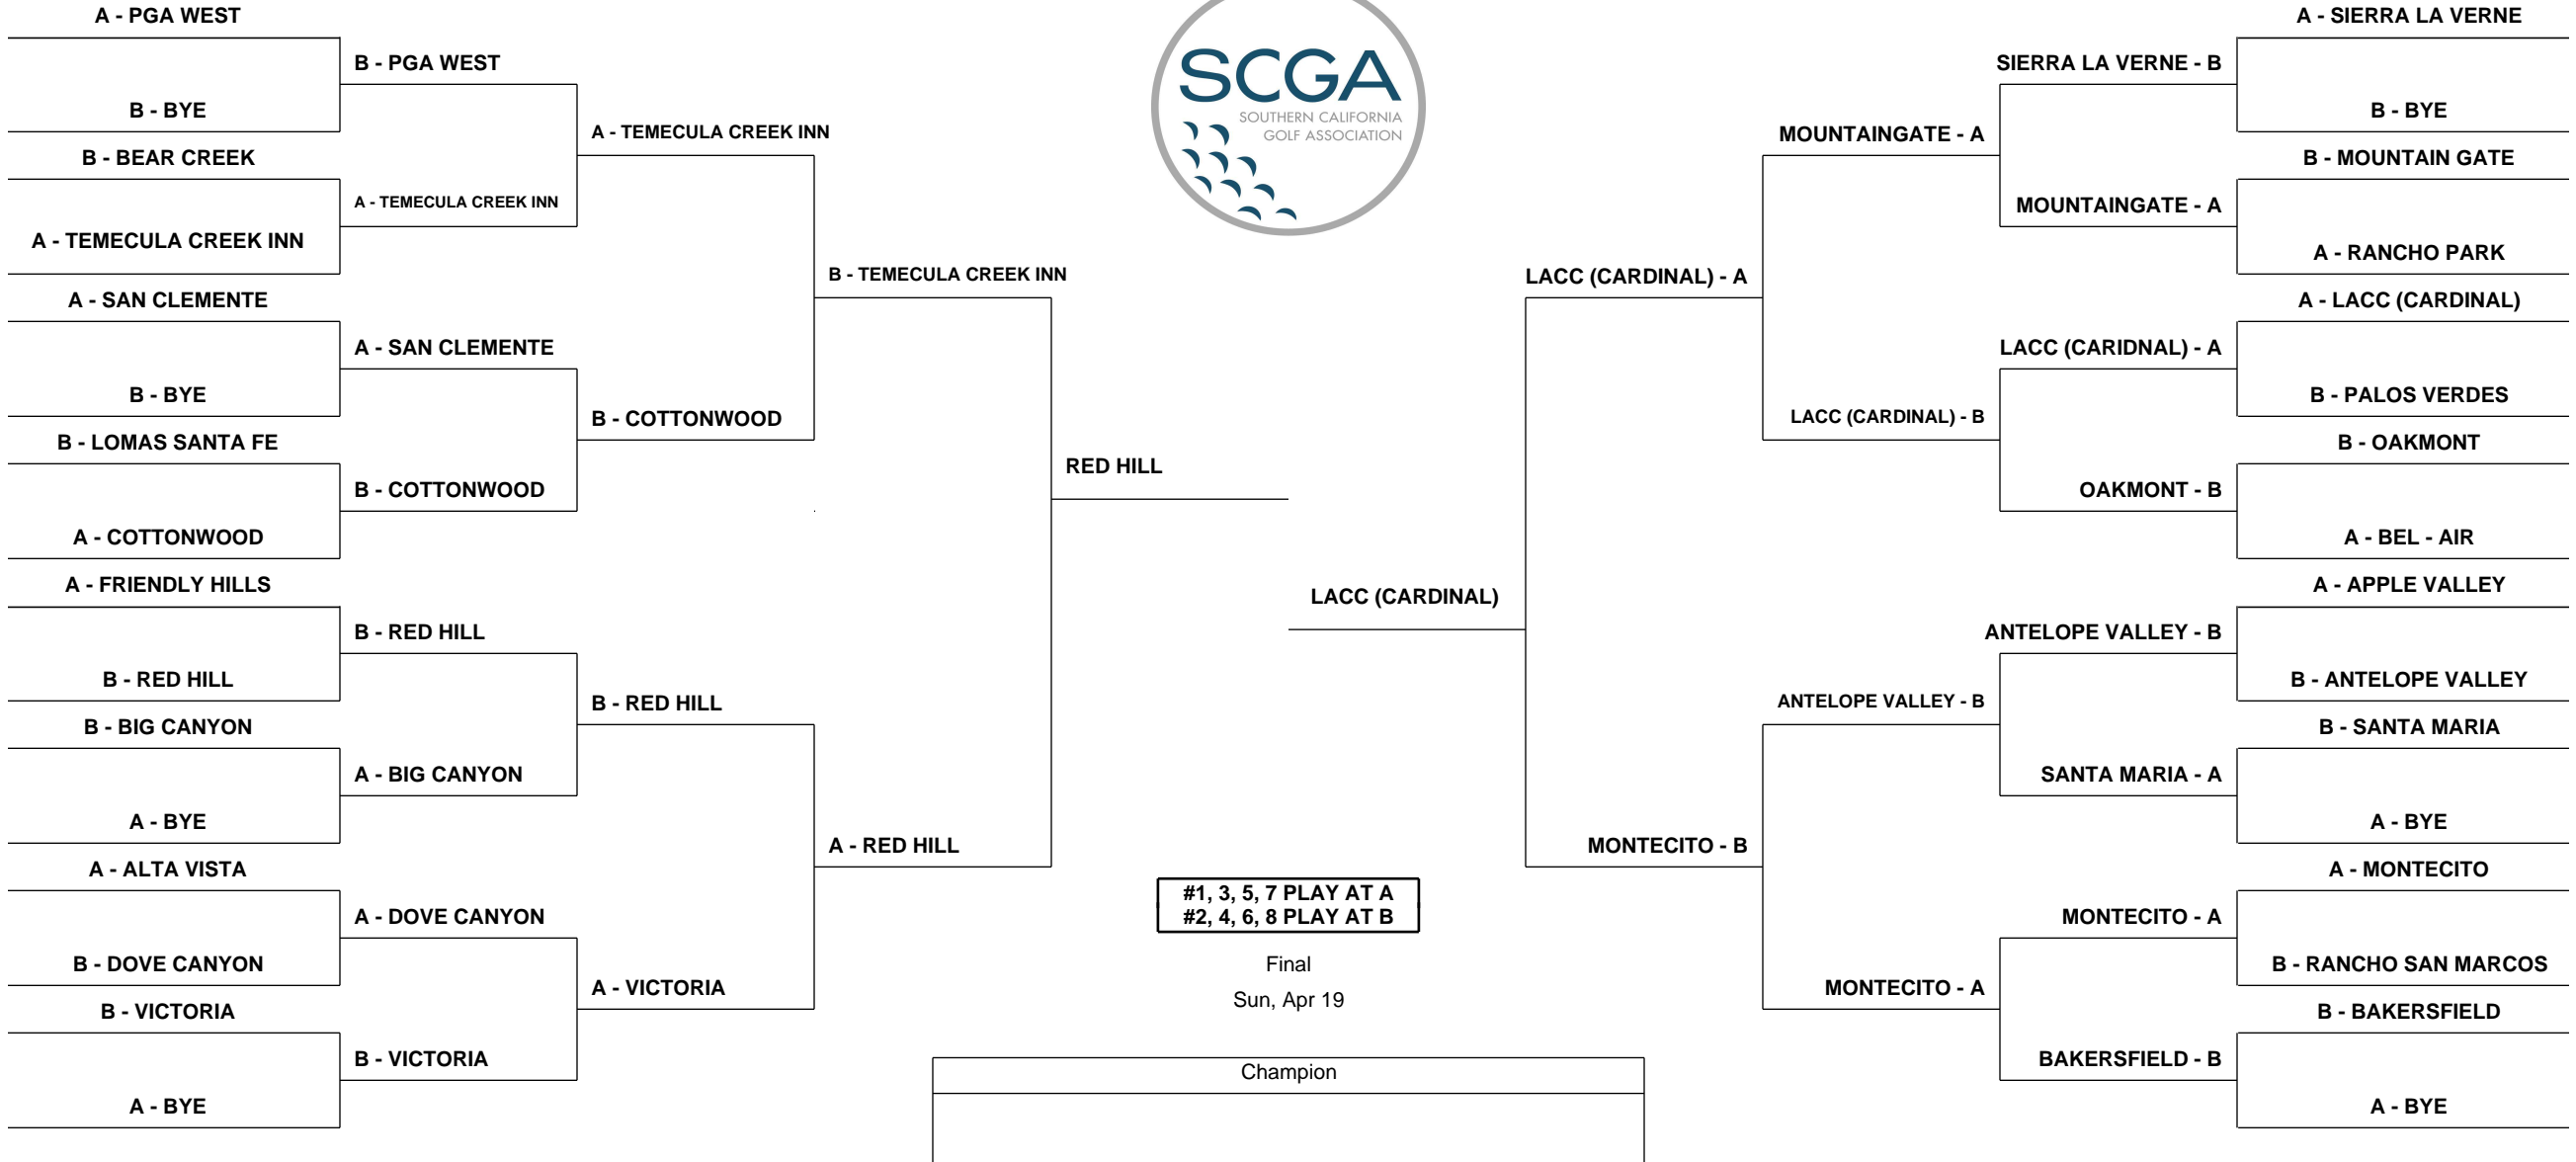 A - PGA WEST
B - BYE
B - BEAR CREEK
A - TEMECULA CREEK INN
A - SAN CLEMENTE
B - BYE
B - LOMAS SANTA FE
A - COTTONWOOD
A - FRIENDLY HILLS
B - RED HILL
B - BIG CANYON
A - BYE
A - ALTA VISTA
B - DOVE CANYON
B - VICTORIA
A - BYE
B - PGA WEST
A - TEMECULA CREEK INN
A - SAN CLEMENTE
B - COTTONWOOD
B - RED HILL
A - BIG CANYON
A - DOVE CANYON
B - VICTORIA
A - TEMECULA CREEK INN
B - COTTONWOOD
B - RED HILL
A - VICTORIA
B - TEMECULA CREEK INN
A - RED HILL
RED HILL
SCGA
SOUTHERN CALIFORNIA
GOLF ASSOCIATION
#1, 3, 5, 7 PLAY AT A
#2, 4, 6, 8 PLAY AT B
Final
Sun, Apr 19
Champion
LACC (CARDINAL)
LACC (CARDINAL) - A
MONTECITO - B
MOUNTAINGATE - A
LACC (CARDINAL) - B
ANTELOPE VALLEY - B
MONTECITO - A
SIERRA LA VERNE - B
MOUNTAINGATE - A
LACC (CARIDNAL) - A
OAKMONT - B
ANTELOPE VALLEY - B
SANTA MARIA - A
MONTECITO - A
BAKERSFIELD - B
A - SIERRA LA VERNE
B - BYE
B - MOUNTAIN GATE
A - RANCHO PARK
A - LACC (CARDINAL)
B - PALOS VERDES
B - OAKMONT
A - BEL - AIR
A - APPLE VALLEY
B - ANTELOPE VALLEY
B - SANTA MARIA
A - BYE
A - MONTECITO
B - RANCHO SAN MARCOS
B - BAKERSFIELD
A - BYE